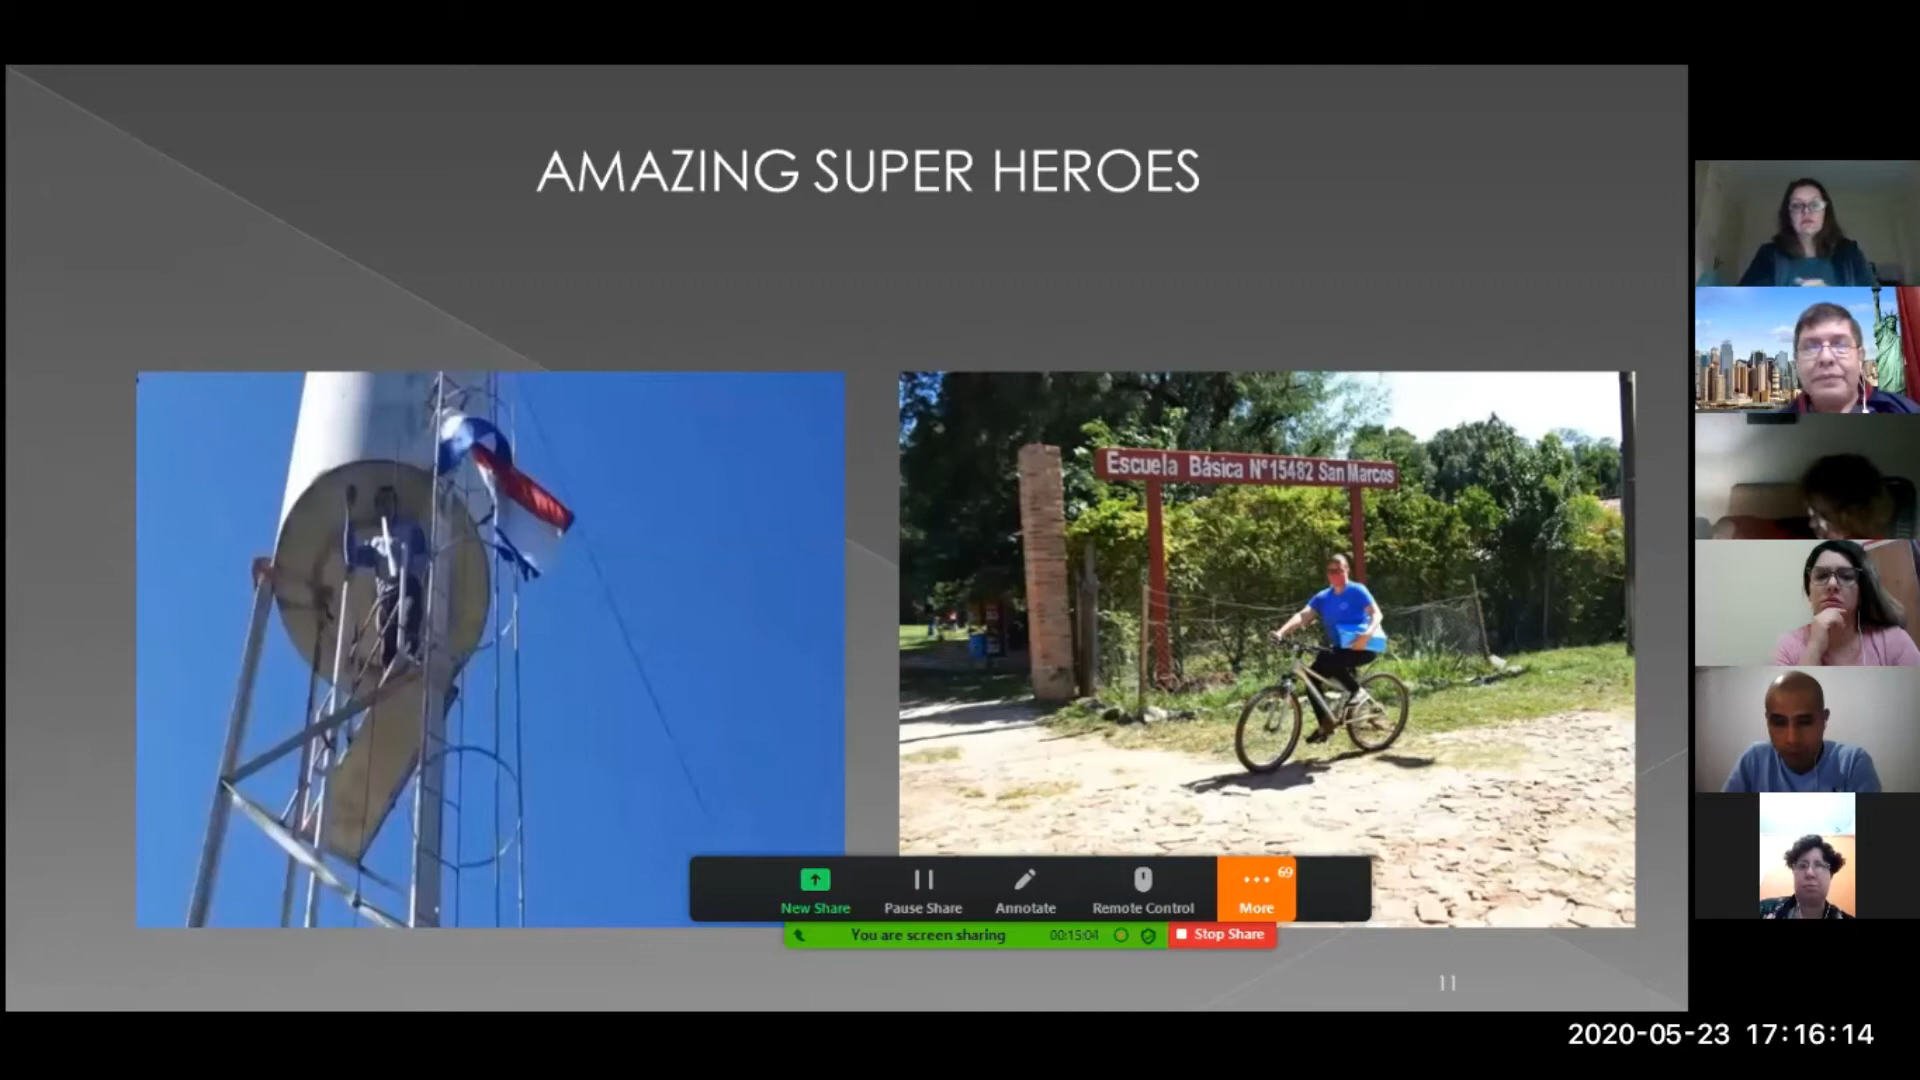 AMAZING SUPER HEROES
Escuela Básica N°15482 San Marcos
New Share
Pause Share
Annotate
Remote Control
69
More
You are screen sharing
00:15:04
Stop Share
11
2020-05-23 17:16:14